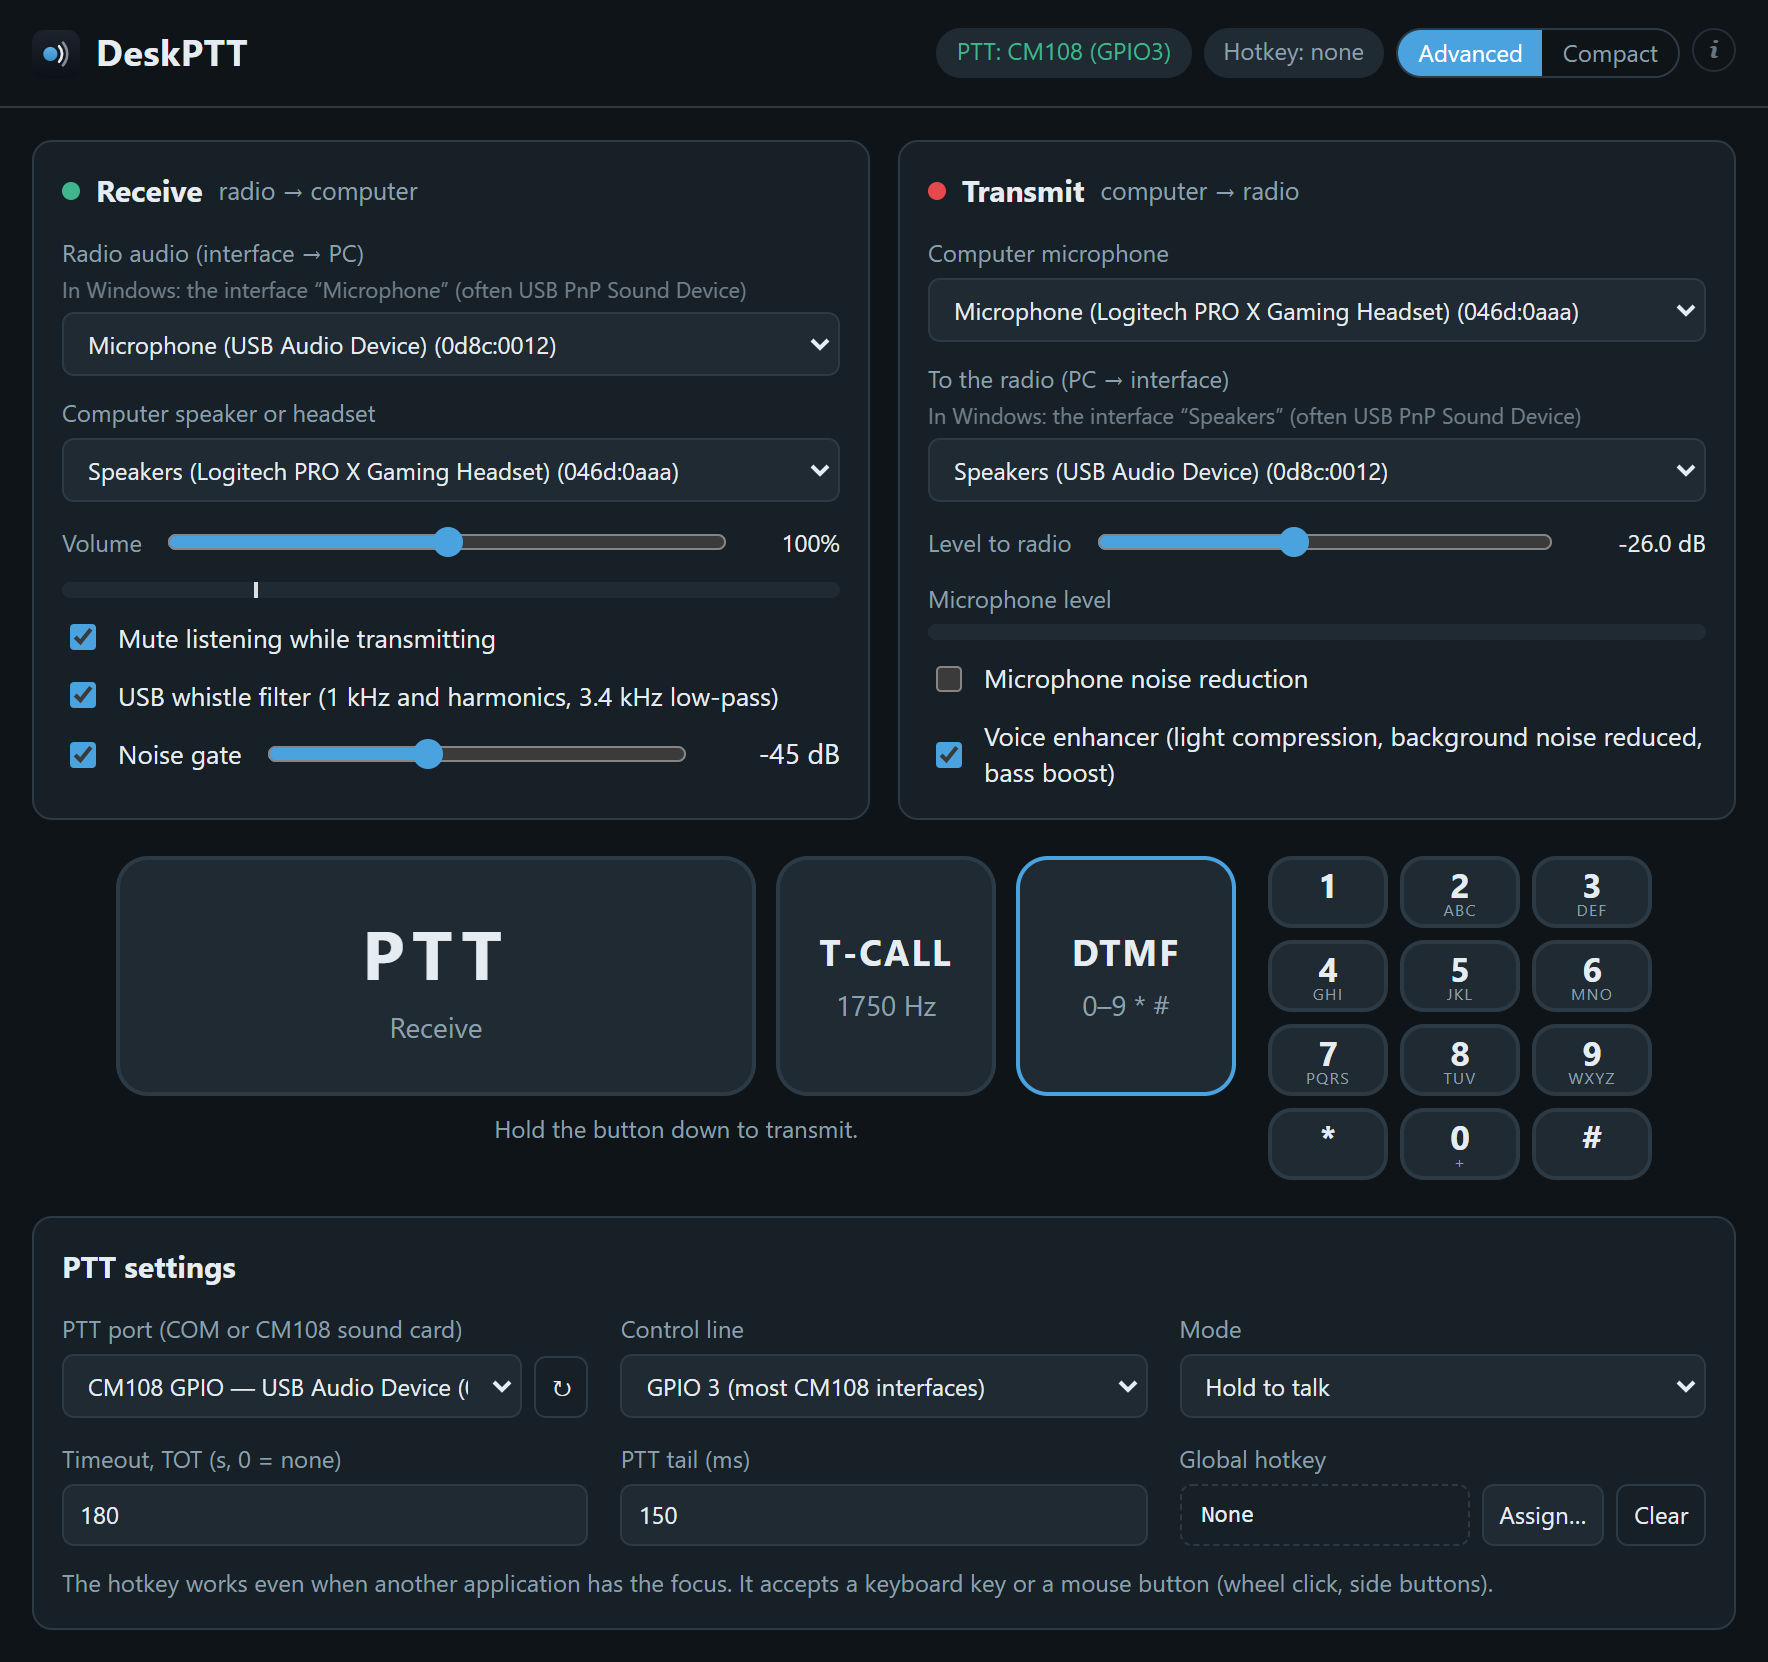 DeskPTT
PTT: CM108 (GPIO3)
Hotkey: none
Advanced
Compact
i
Receive radio → computer
Radio audio (interface → PC)
In Windows: the interface “Microphone” (often USB PnP Sound Device)
Microphone (USB Audio Device) (0d8c:0012)
Computer speaker or headset
Speakers (Logitech PRO X Gaming Headset) (046d:0aaa)
Volume 100%
Mute listening while transmitting
USB whistle filter (1 kHz and harmonics, 3.4 kHz low-pass)
Noise gate -45 dB
Transmit computer → radio
Computer microphone
Microphone (Logitech PRO X Gaming Headset) (046d:0aaa)
To the radio (PC → interface)
In Windows: the interface “Speakers” (often USB PnP Sound Device)
Speakers (USB Audio Device) (0d8c:0012)
Level to radio -26.0 dB
Microphone level
Microphone noise reduction
Voice enhancer (light compression, background noise reduced,
bass boost)
PTT
Receive
T-CALL
1750 Hz
DTMF
0–9 * #
Hold the button down to transmit.
1
2
ABC
3
DEF
4
GHI
5
JKL
6
MNO
7
PQRS
8
TUV
9
WXYZ
*
0
+
#
PTT settings
PTT port (COM or CM108 sound card)
CM108 GPIO — USB Audio Device (
↻
Control line
GPIO 3 (most CM108 interfaces)
Mode
Hold to talk
Timeout, TOT (s, 0 = none)
180
PTT tail (ms)
150
Global hotkey
None
Assign...
Clear
The hotkey works even when another application has the focus. It accepts a keyboard key or a mouse button (wheel click, side buttons).